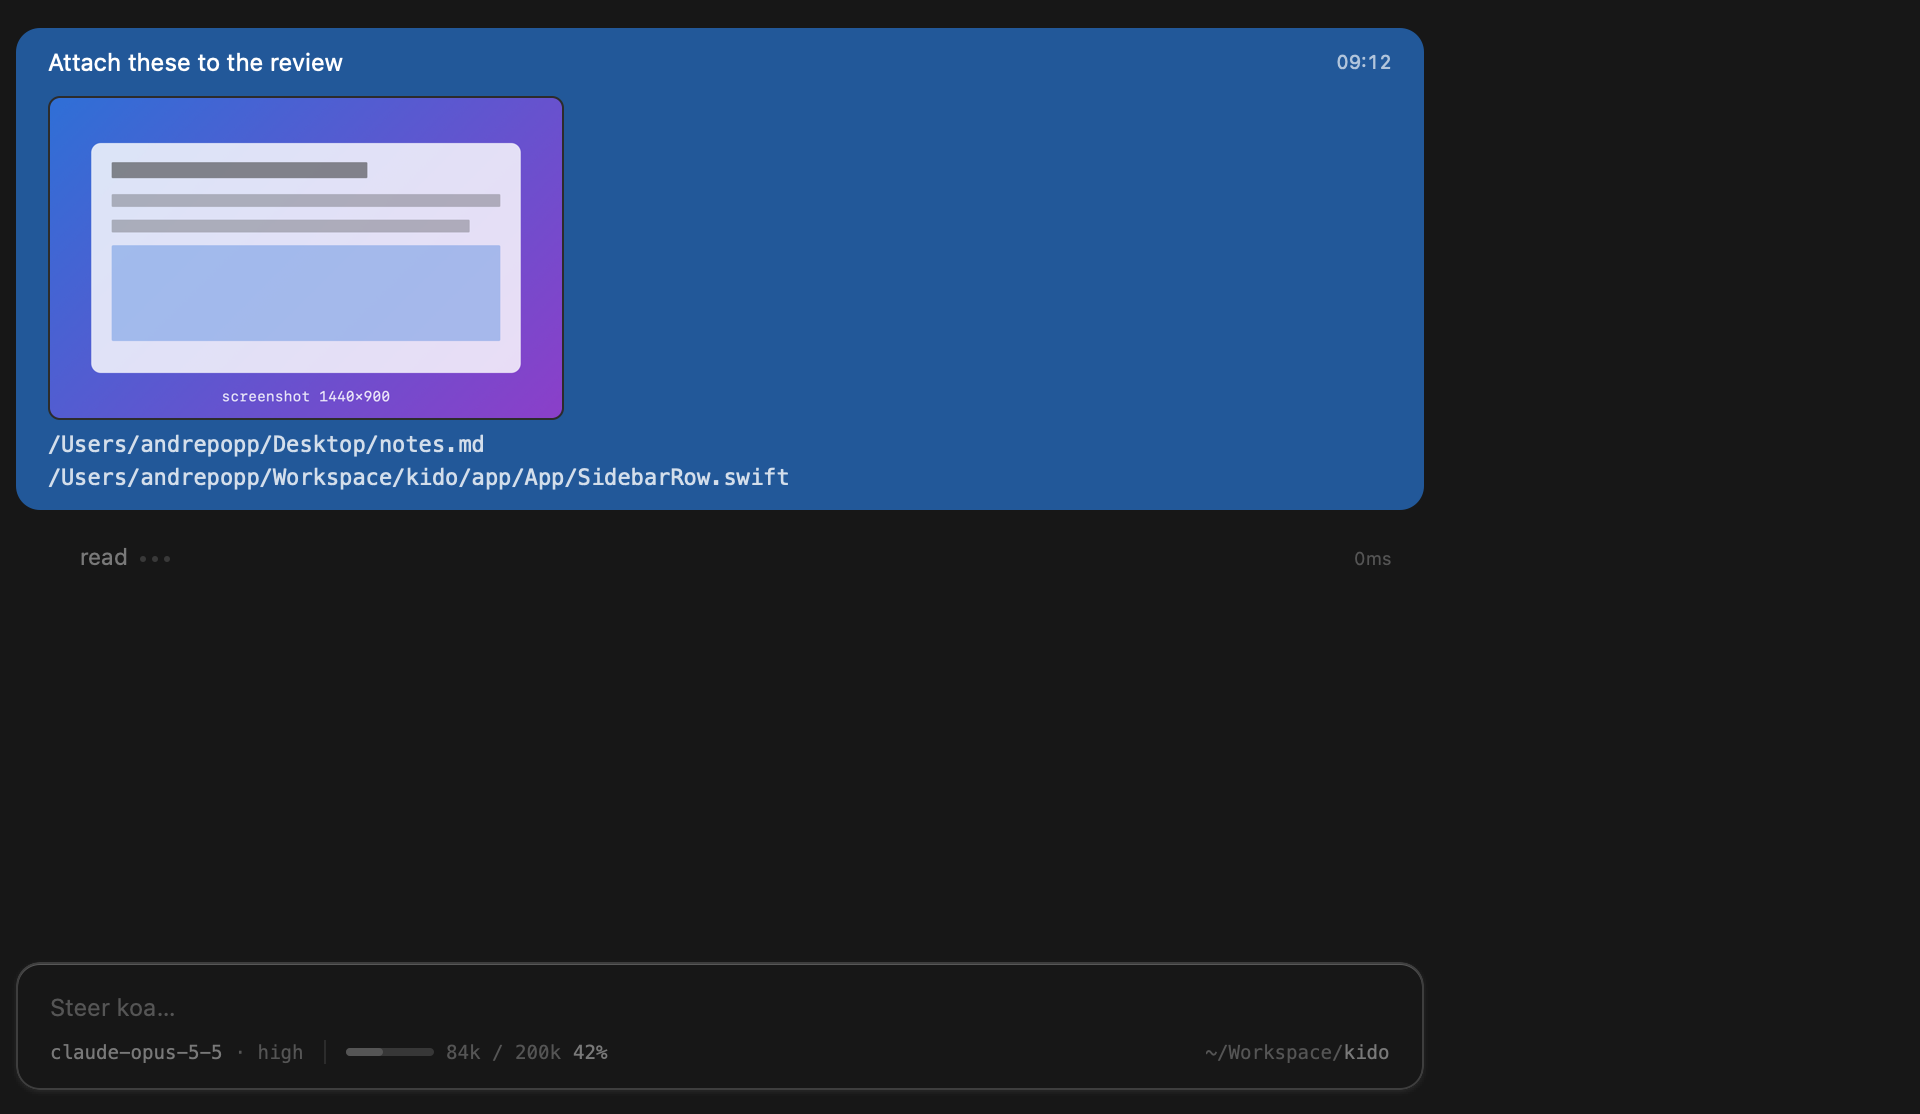 Attach these to the review 09:12
screenshot 1440×900
/Users/andrepopp/Desktop/notes.md
/Users/andrepopp/Workspace/kido/app/App/SidebarRow.swift
read ••• 0ms
Steer koa...
claude-opus-5-5 · high 84k / 200k 42% ~/Workspace/kido